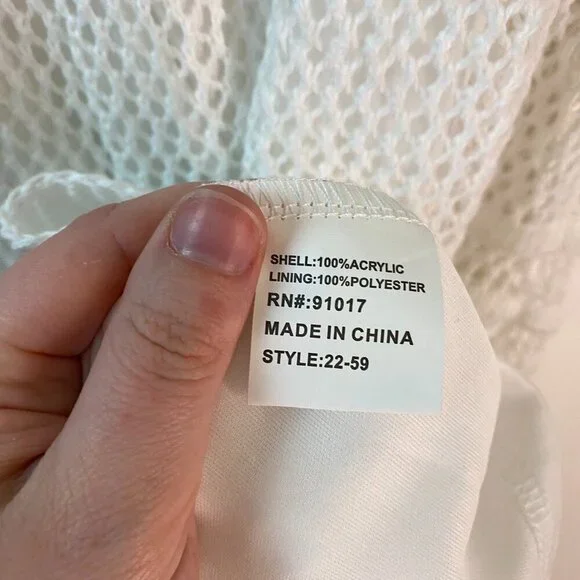 SHELL:100%ACRYLIC
LINING:100%POLYESTER
RN#:91017
MADE IN CHINA
STYLE:22-59